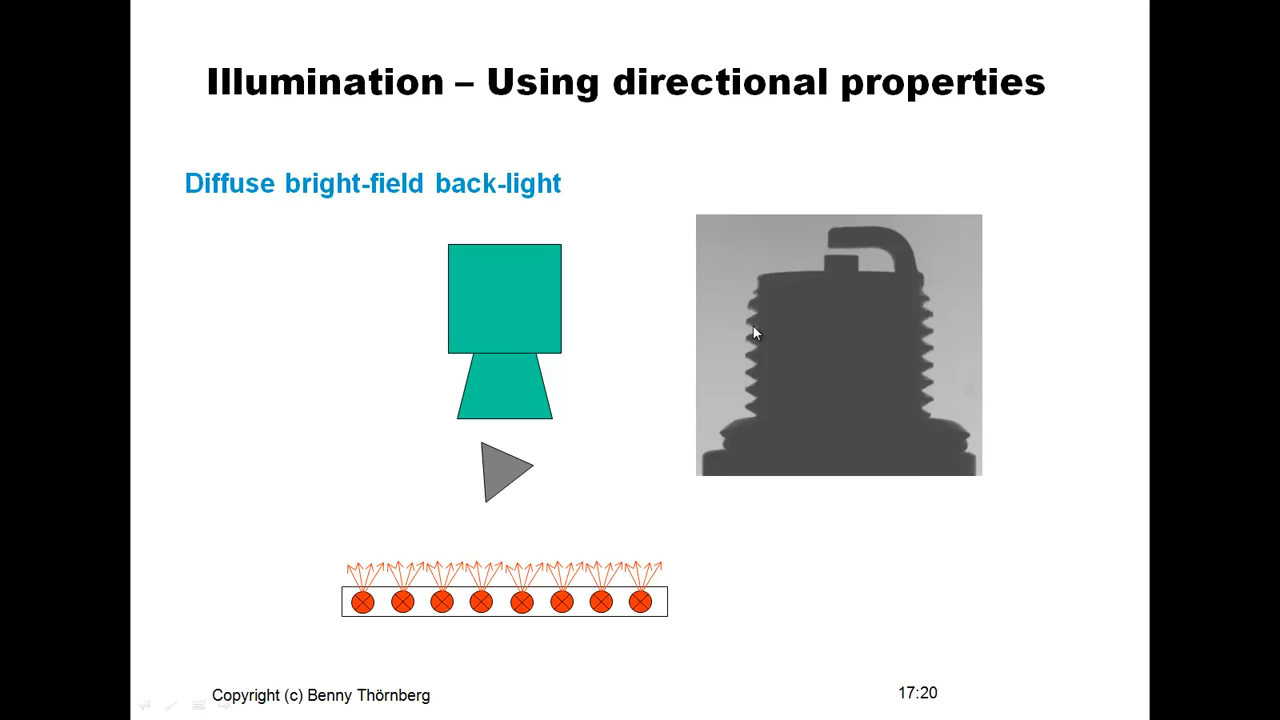 Illumination – Using directional properties
Diffuse bright-field back-light
Copyright (c) Benny Thörnberg
17:20